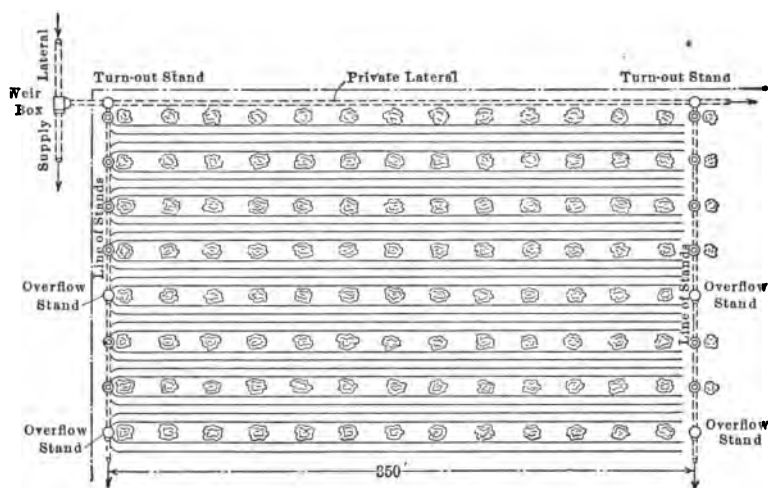 Lateral
Turn-out Stand
Private Lateral
Turn-out Stand
Weir
Box
Supply
Line of Stands
Line of Stands
Overflow
Stand
Overflow
Stand
Overflow
Stand
Overflow
Stand
850'